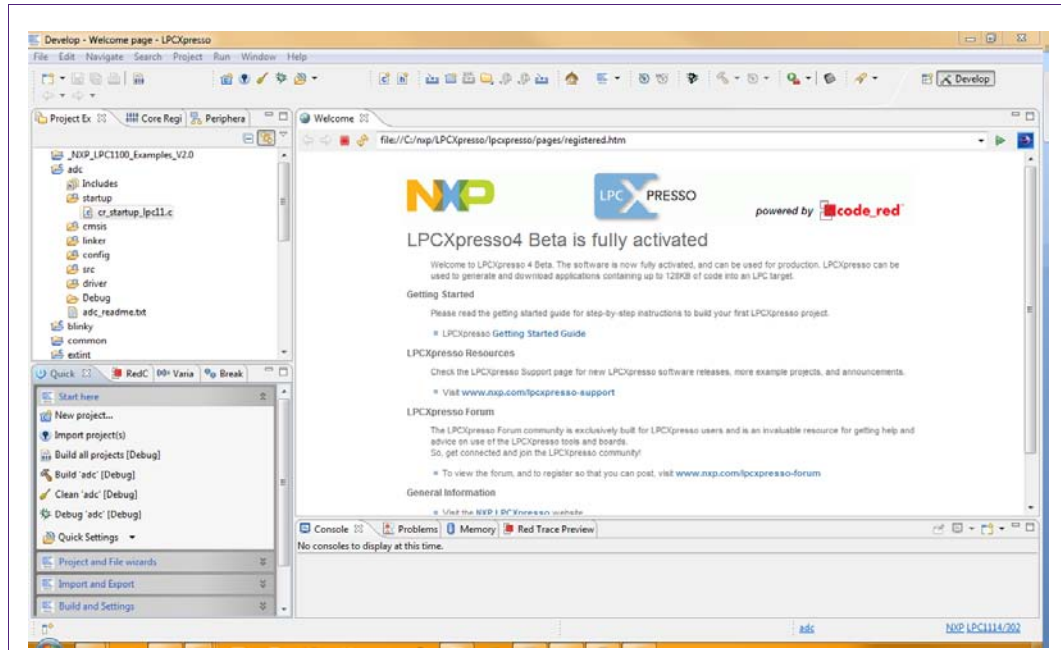 Develop - Welcome page - LPCXpresso
File Edit Navigate Search Project Run Window Help
Develop
Project Ex Core Regi Periphera
_NXP_LPC1100_Examples_V2.0
adc
Includes
startup
cr_startup_lpc11.c
cmsis
linker
config
src
driver
Debug
adc_readme.txt
blinky
common
extint
Quick RedC (x)= Varia Break
Start here
New project...
Import project(s)
Build all projects [Debug]
Build 'adc' [Debug]
Clean 'adc' [Debug]
Debug 'adc' [Debug]
Quick Settings
Project and File wizards
Import and Export
Build and Settings
Welcome
file://C:/nxp/LPCXpresso/lpcxpresso/pages/registered.htm
NXP
LPC XPRESSO
powered by code_red
LPCXpresso4 Beta is fully activated
Welcome to LPCXpresso 4 Beta. The software is now fully activated, and can be used for production. LPCXpresso can be
used to generate and download applications containing up to 128KB of code into an LPC target.
Getting Started
Please read the getting started guide for step-by-step instructions to build your first LPCXpresso project.
LPCXpresso Getting Started Guide
LPCXpresso Resources
Check the LPCXpresso Support page for new LPCXpresso software releases, more example projects, and announcements.
Visit www.nxp.com/lpcxpresso-support
LPCXpresso Forum
The LPCXpresso Forum community is exclusively built for LPCXpresso users and is an invaluable resource for getting help and
advice on use of the LPCXpresso tools and boards.
So, get connected and join the LPCXpresso community!
To view the forum, and to register so that you can post, visit www.nxp.com/lpcxpresso-forum
General Information
Visit the NXP LPCXpresso website
Console Problems Memory Red Trace Preview
No consoles to display at this time.
adc
NXP LPC1114/302